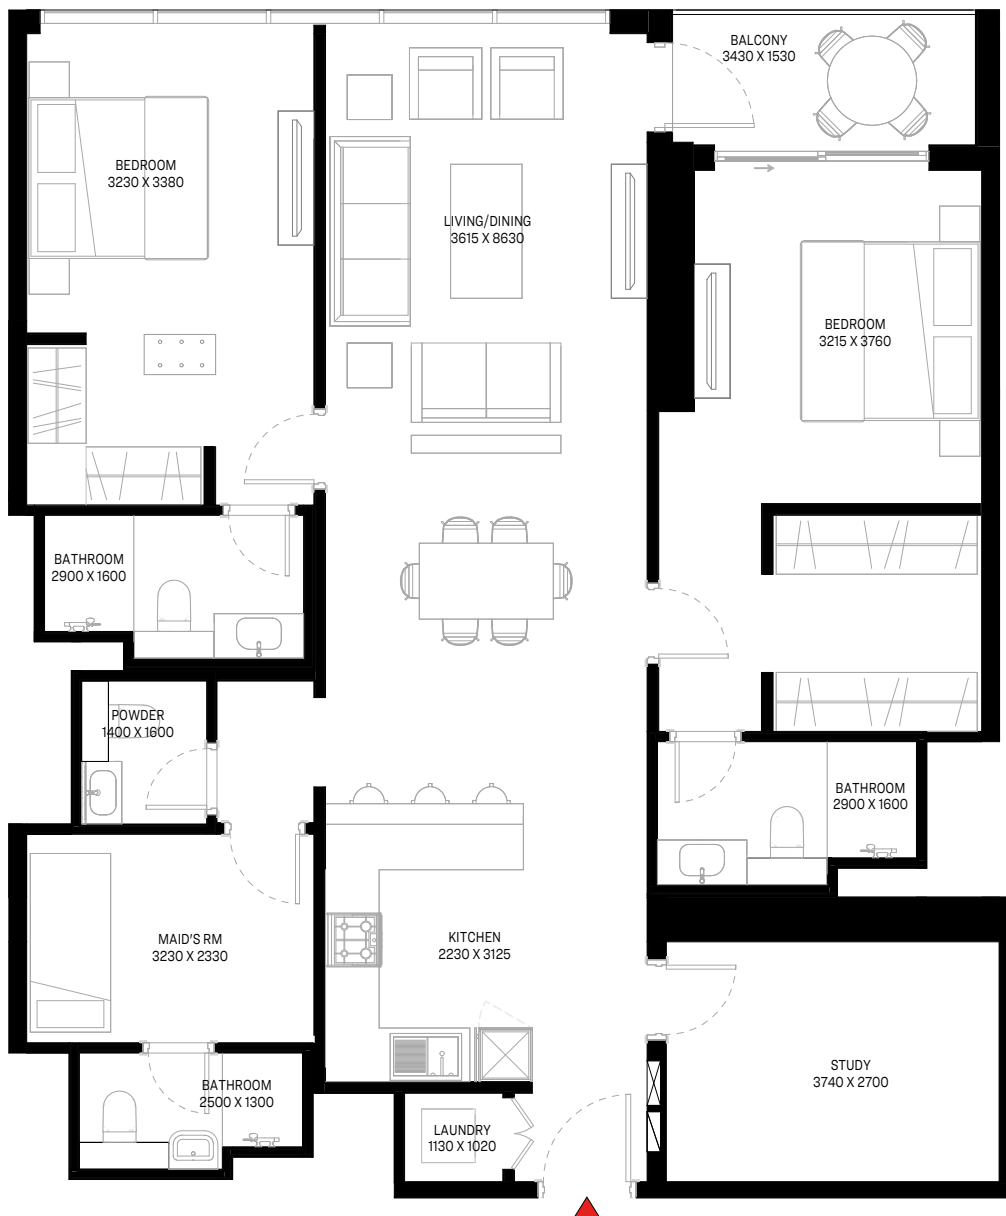 BALCONY
3430 X 1530
BEDROOM
3230 X 3380
LIVING/DINING
3615 X 8630
BEDROOM
3215 X 3760
BATHROOM
2900 X 1600
POWDER
1400 X 1600
BATHROOM
2900 X 1600
MAID'S RM
3230 X 2330
KITCHEN
2230 X 3125
STUDY
3740 X 2700
BATHROOM
2500 X 1300
LAUNDRY
1130 X 1020